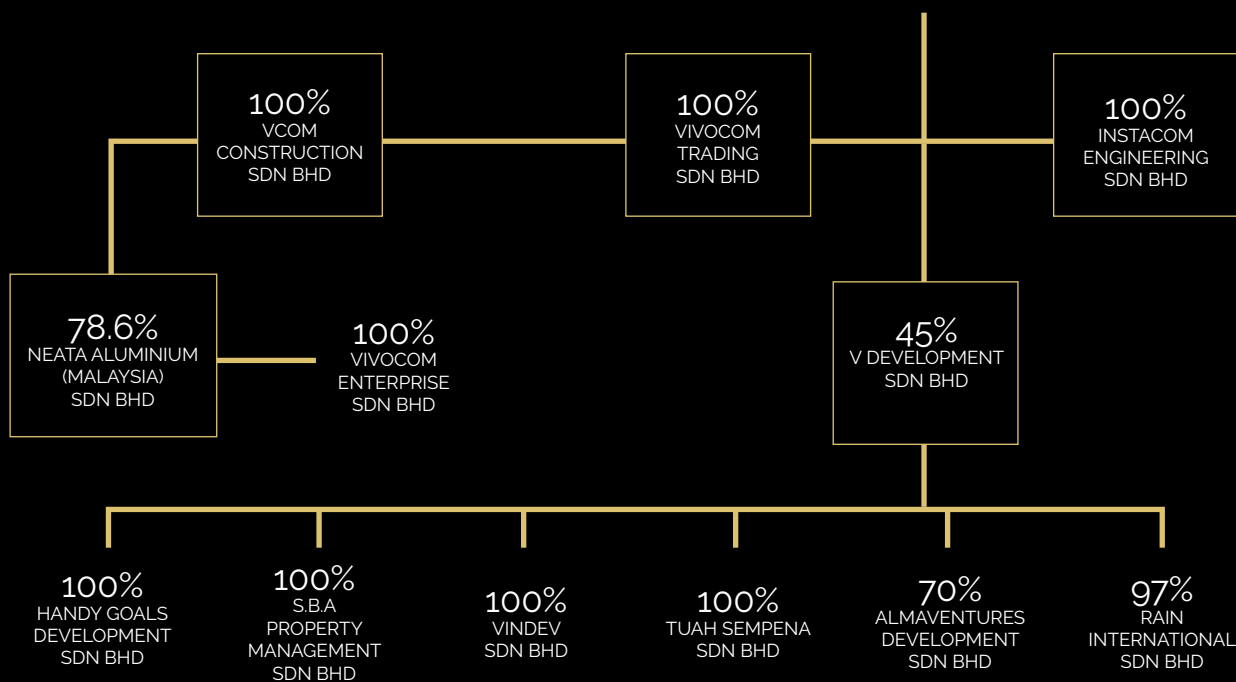 100%
VCOM
CONSTRUCTION
SDN BHD
100%
VIVOCOM
TRADING
SDN BHD
100%
INSTACOM
ENGINEERING
SDN BHD
78.6%
NEATA ALUMINIUM
(MALAYSIA)
SDN BHD
100%
VIVOCOM
ENTERPRISE
SDN BHD
45%
V DEVELOPMENT
SDN BHD
100%
HANDY GOALS
DEVELOPMENT
SDN BHD
100%
S.B.A
PROPERTY
MANAGEMENT
SDN BHD
100%
VINDEV
SDN BHD
100%
TUAH SEMPENA
SDN BHD
70%
ALMAVENTURES
DEVELOPMENT
SDN BHD
97%
RAIN
INTERNATIONAL
SDN BHD